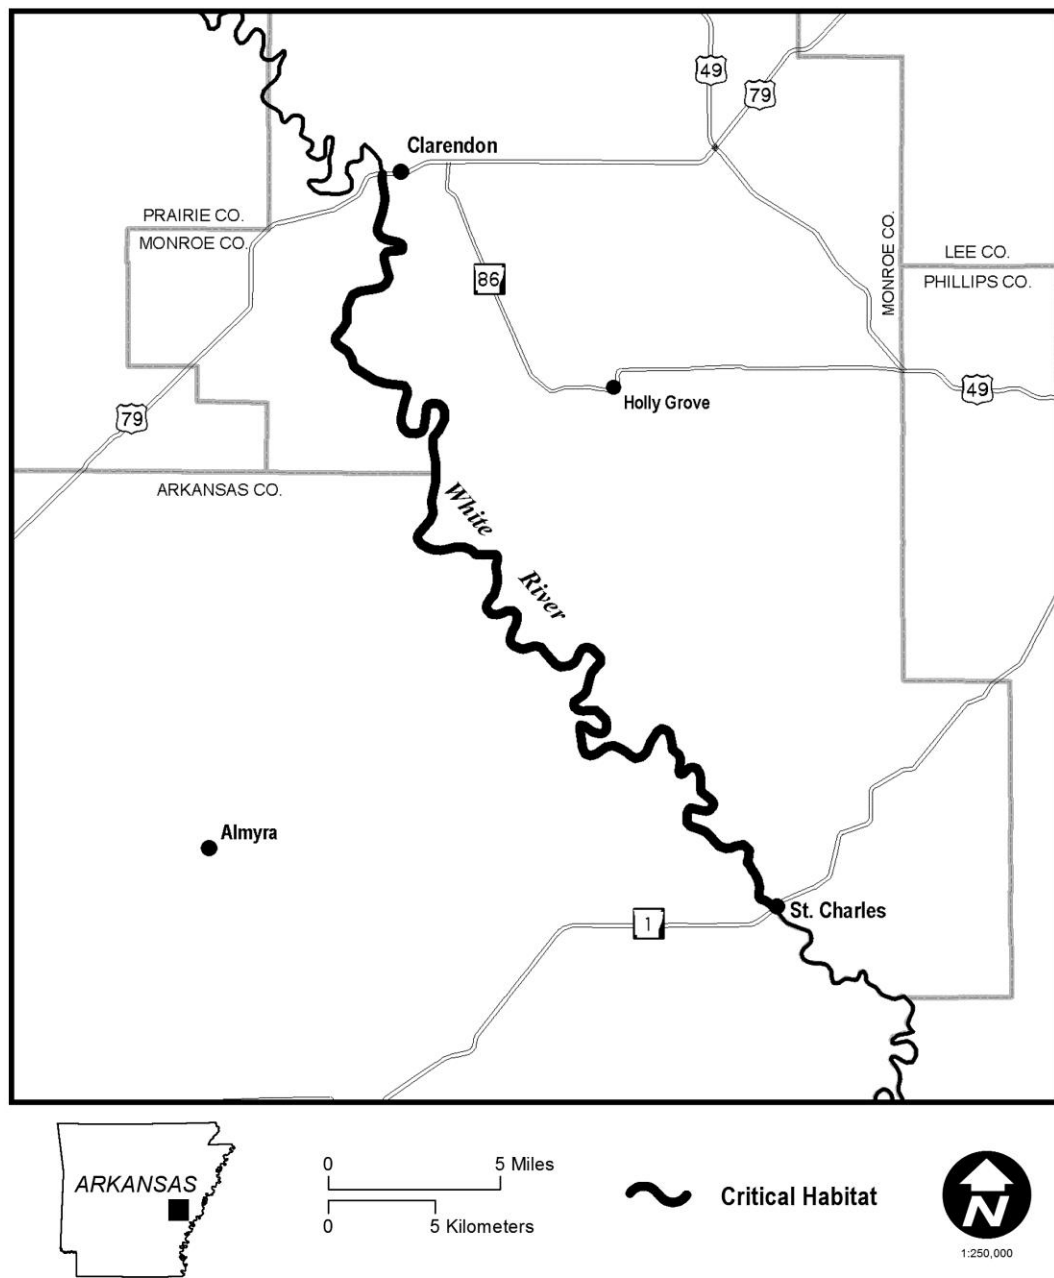 49
79
Clarendon
PRAIRIE CO.
MONROE CO.
MONROE CO.
LEE CO.
PHILLIPS CO.
86
49
Holly Grove
79
ARKANSAS CO.
White
River
Almyra
St. Charles
1
ARKANSAS
0 5 Miles
0 5 Kilometers
Critical Habitat
N
1:250,000